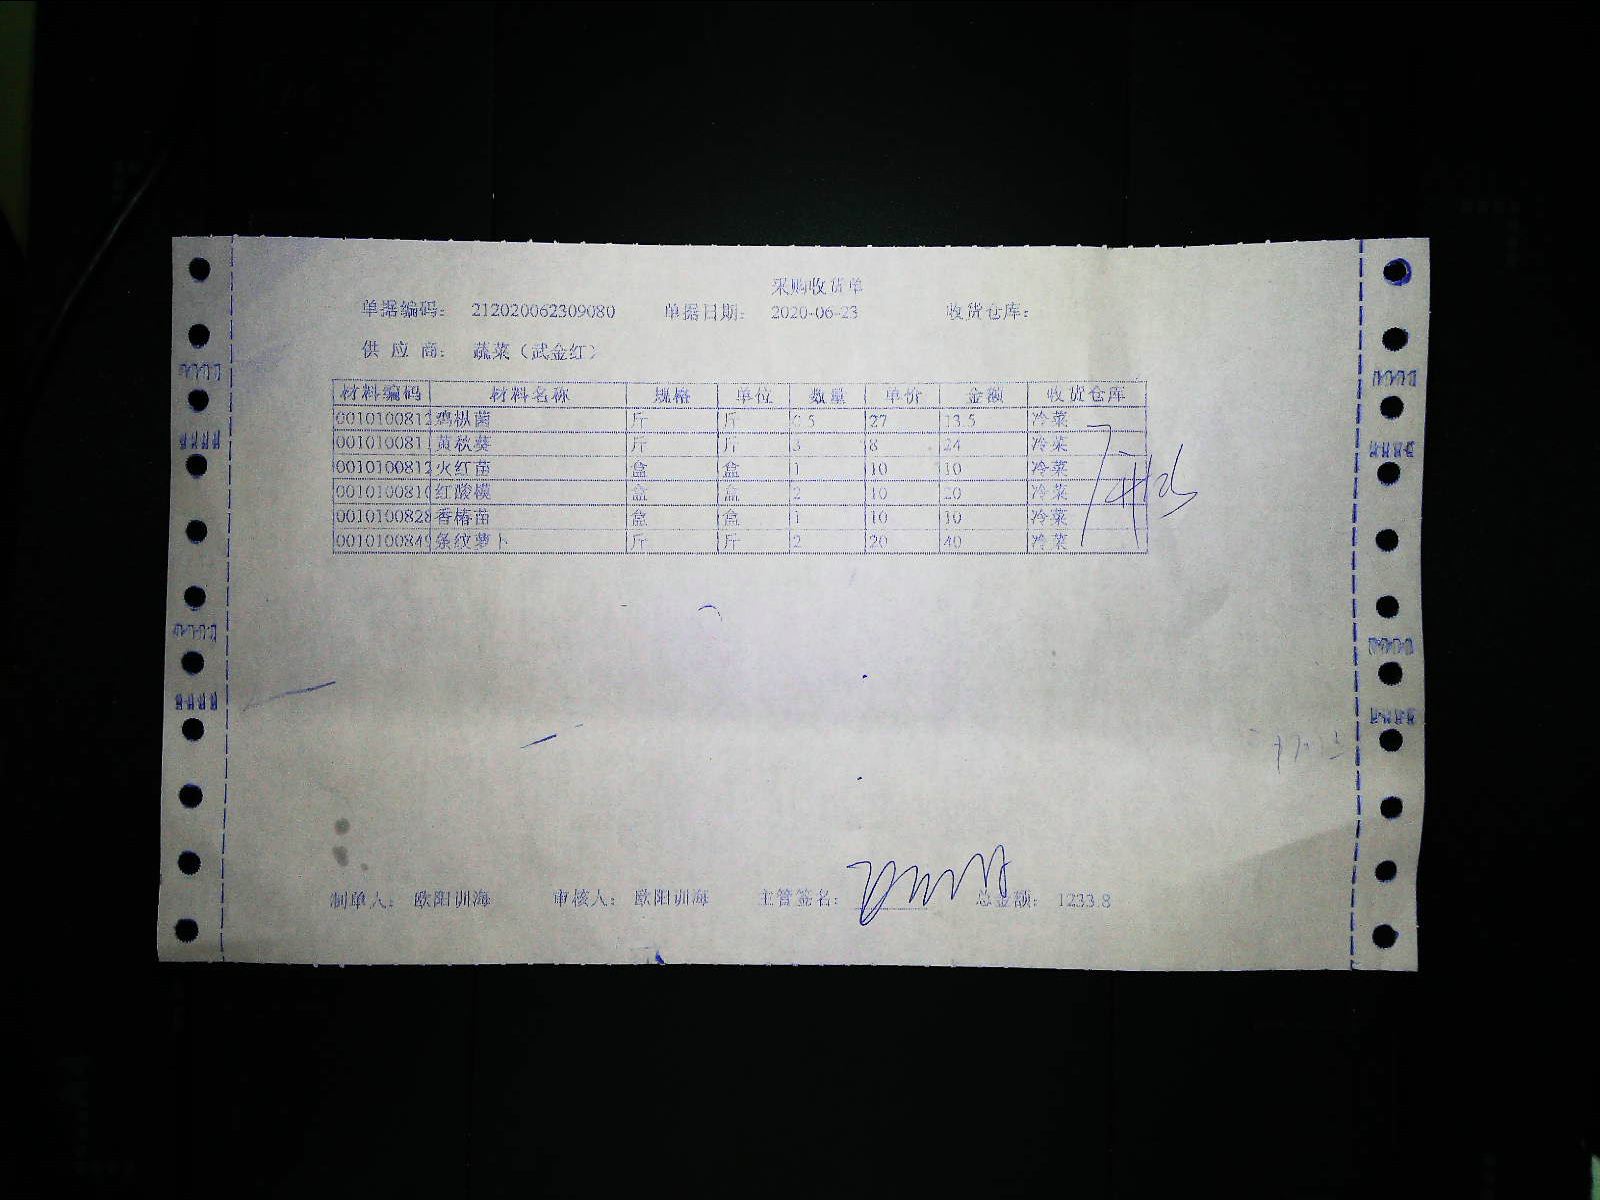 采购收货单
单据编码： 212020062309080 单据日期： 2020-06-23 收货仓库：
供 应 商： 蔬菜（武金红）
材料编码 材料名称 规格 单位 数量 单价 金额 收货仓库
0010100812 鸡枞菌 斤 斤 0.5 27 13.5 冷菜
001010081 黄秋葵 斤 斤 3 8 24 冷菜
0010100812 火红苗 盒 盒 1 10 10 冷菜
001010081 红酸模 盒 盒 2 10 20 冷菜
0010100828 香椿苗 盒 盒 1 10 10 冷菜
0010100849 条纹萝卜 斤 斤 2 20 40 冷菜
制单人： 欧阳训海 审核人： 欧阳训海 主管签名： 总金额： 1233.8